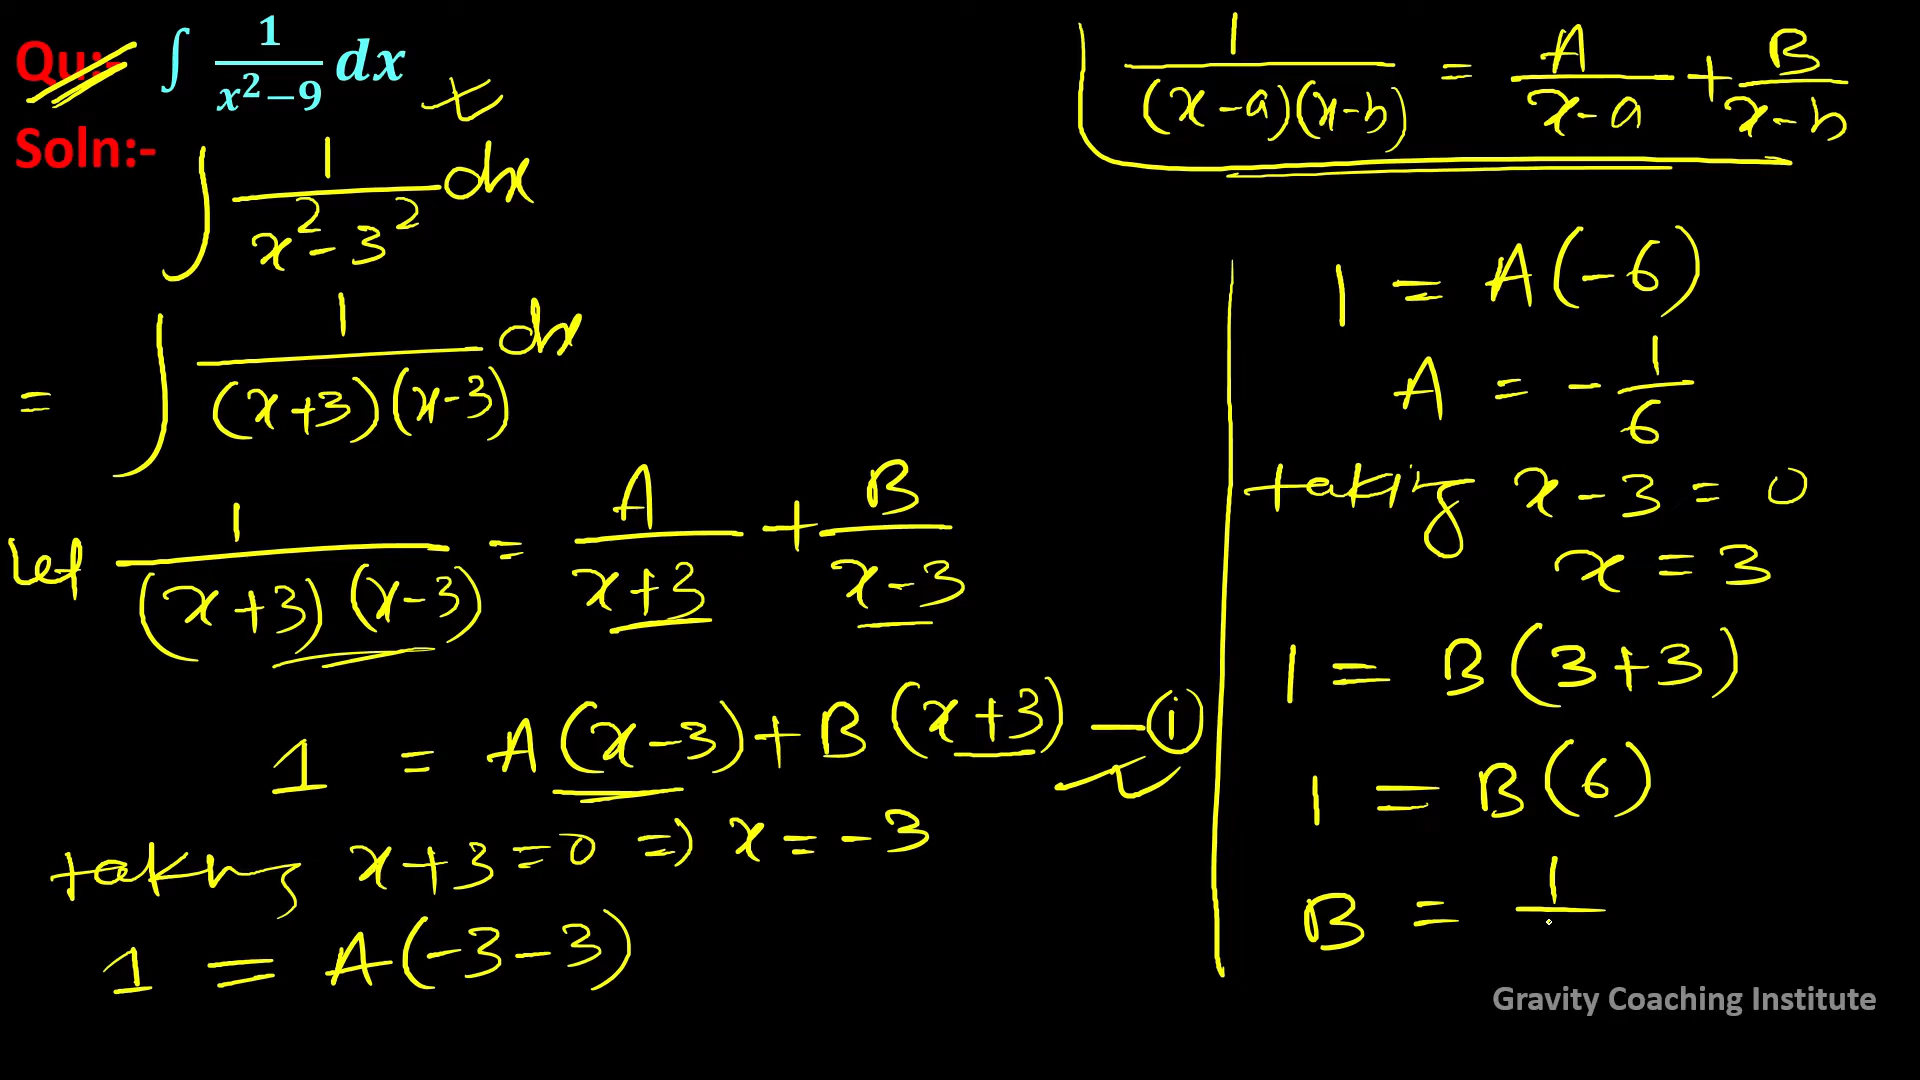 Qu:- ∫ 1/(x²−9) dx
Soln:-
∫ 1/(x²-3²) dx
= ∫ 1/((x+3)(x-3)) dx
Let 1/((x+3)(x-3)) = A/(x+3) + B/(x-3)
1 = A(x-3)+B(x+3) —(i)
taking x+3=0 => x=-3
1 = A(-3-3)
1/((x-a)(x-b)) = A/(x-a) + B/(x-b)
1 = A(-6)
A = -1/6
taking x-3=0
x=3
1 = B(3+3)
1 = B(6)
B = 1/
Gravity Coaching Institute